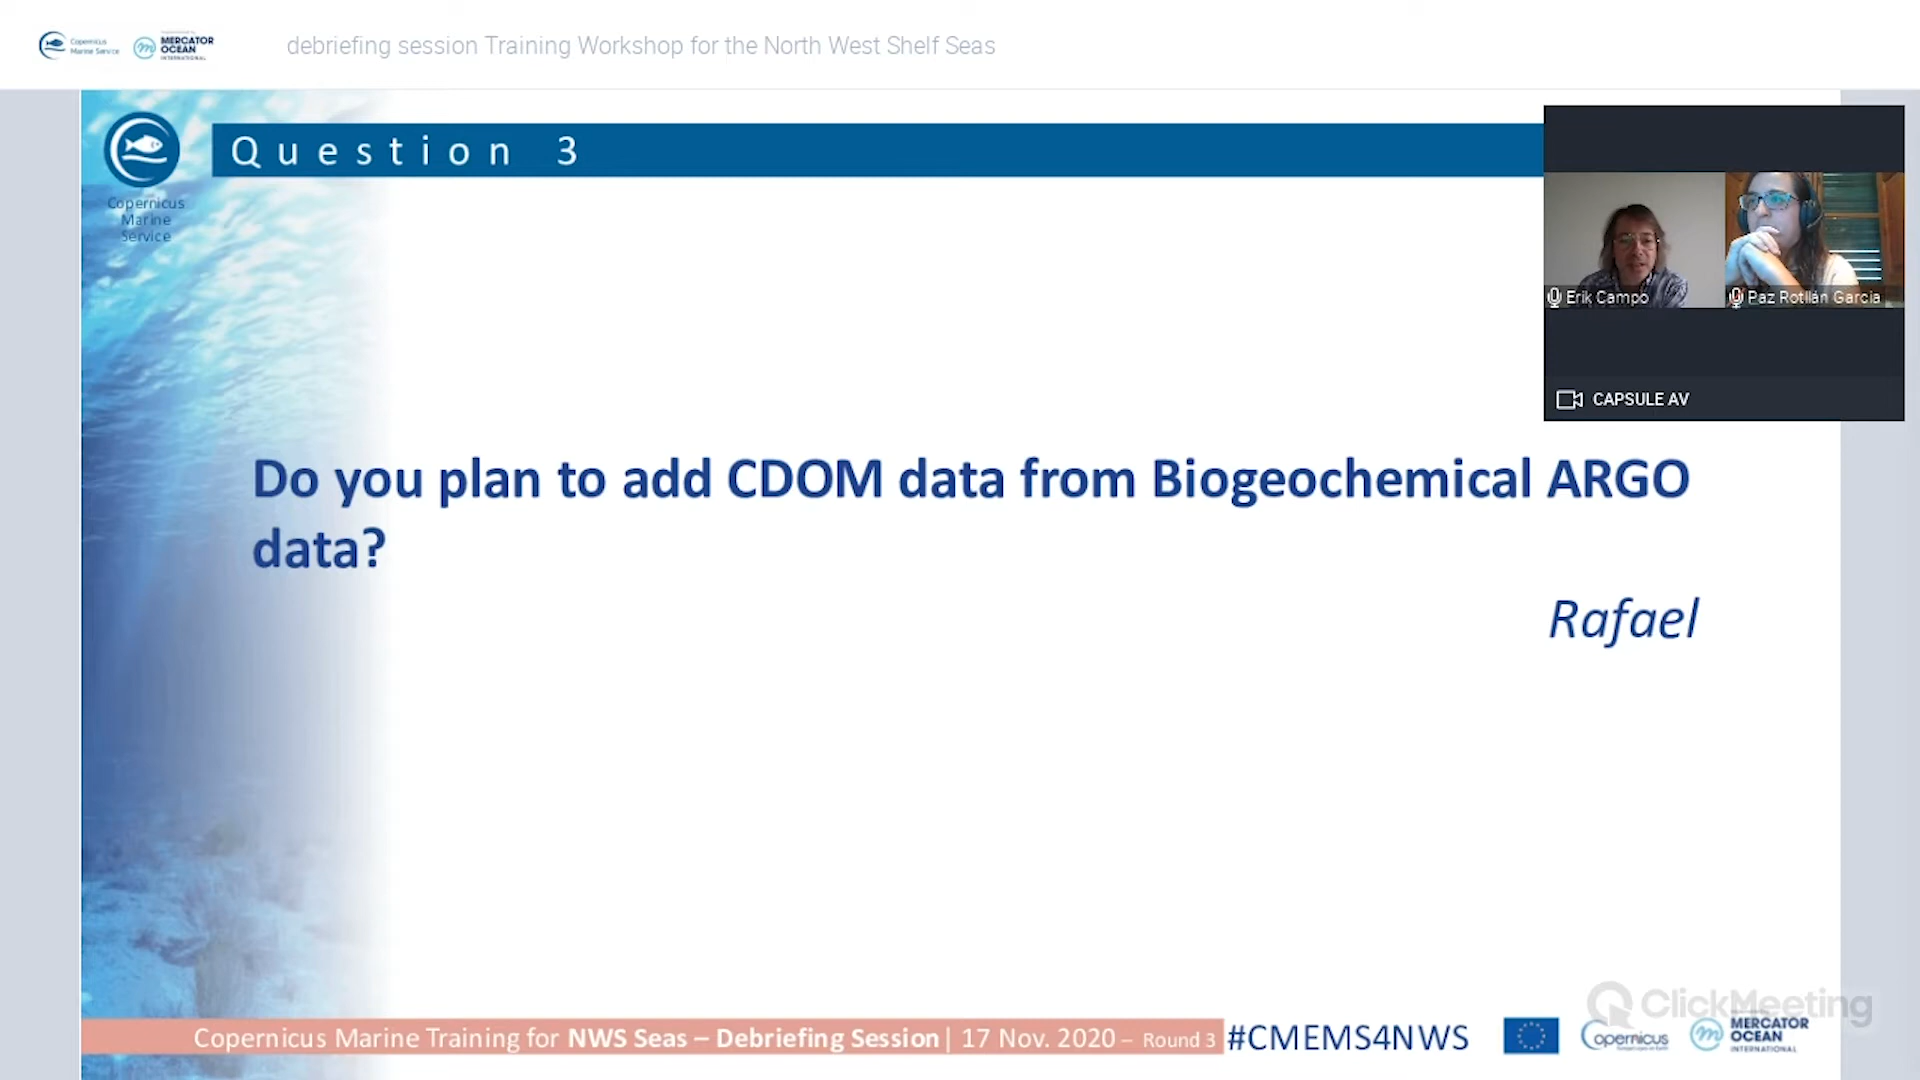 Copernicus
Marine Service
MERCATOR
OCEAN
INTERNATIONAL
debriefing session Training Workshop for the North West Shelf Seas
Question 3
Copernicus
Marine
Service
Erik Campo
Paz Rotllán Garcia
CAPSULE AV
Do you plan to add CDOM data from Biogeochemical ARGO
data?
Rafael
ClickMeeting
Copernicus Marine Training for NWS Seas – Debriefing Session| 17 Nov. 2020 – Round 3
#CMEMS4NWS
Copernicus
MERCATOR
OCEAN
INTERNATIONAL